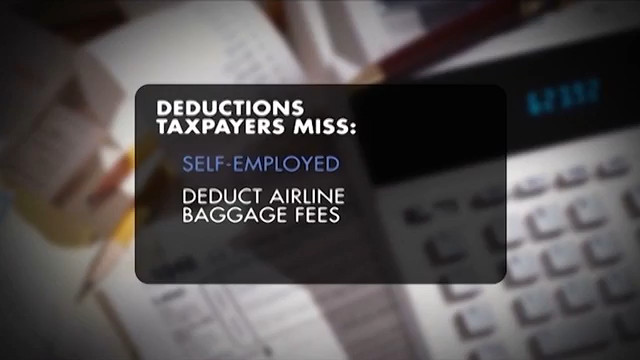 DEDUCTIONS
TAXPAYERS MISS:
SELF-EMPLOYED
DEDUCT AIRLINE
BAGGAGE FEES